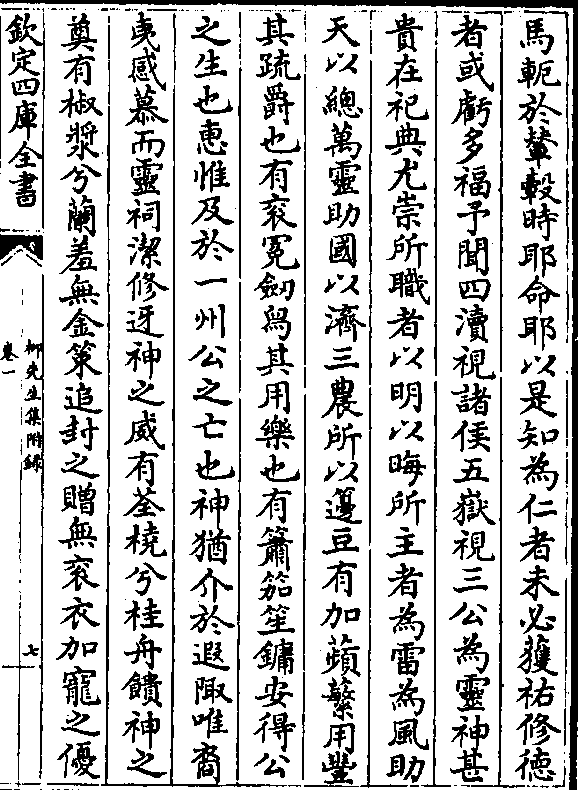 馬軛於輦轂時耶命耶以是知為仁者未必獲祐修德
者或虧多福予聞四瀆視諸侯五嶽視三公為靈神甚
貴在祀典尤崇所職者以明以晦所主者為雷為風助
天以總萬靈助國以濟三農所以籩豆有加蘋蘩用豐
其疏爵也有衮冕劒舄其用樂也有簫笳笙鏞安得公
之生也惠惟及於一州公之亡也神猶介於遐陬唯裔
夷感慕而靈祠潔修迓神之威有荃橈兮桂舟饋神之
奠有椒漿兮蘭羞無金策追封之贈無衮衣加寵之優
欽定四庫全書
柳先生集附録
卷一
七